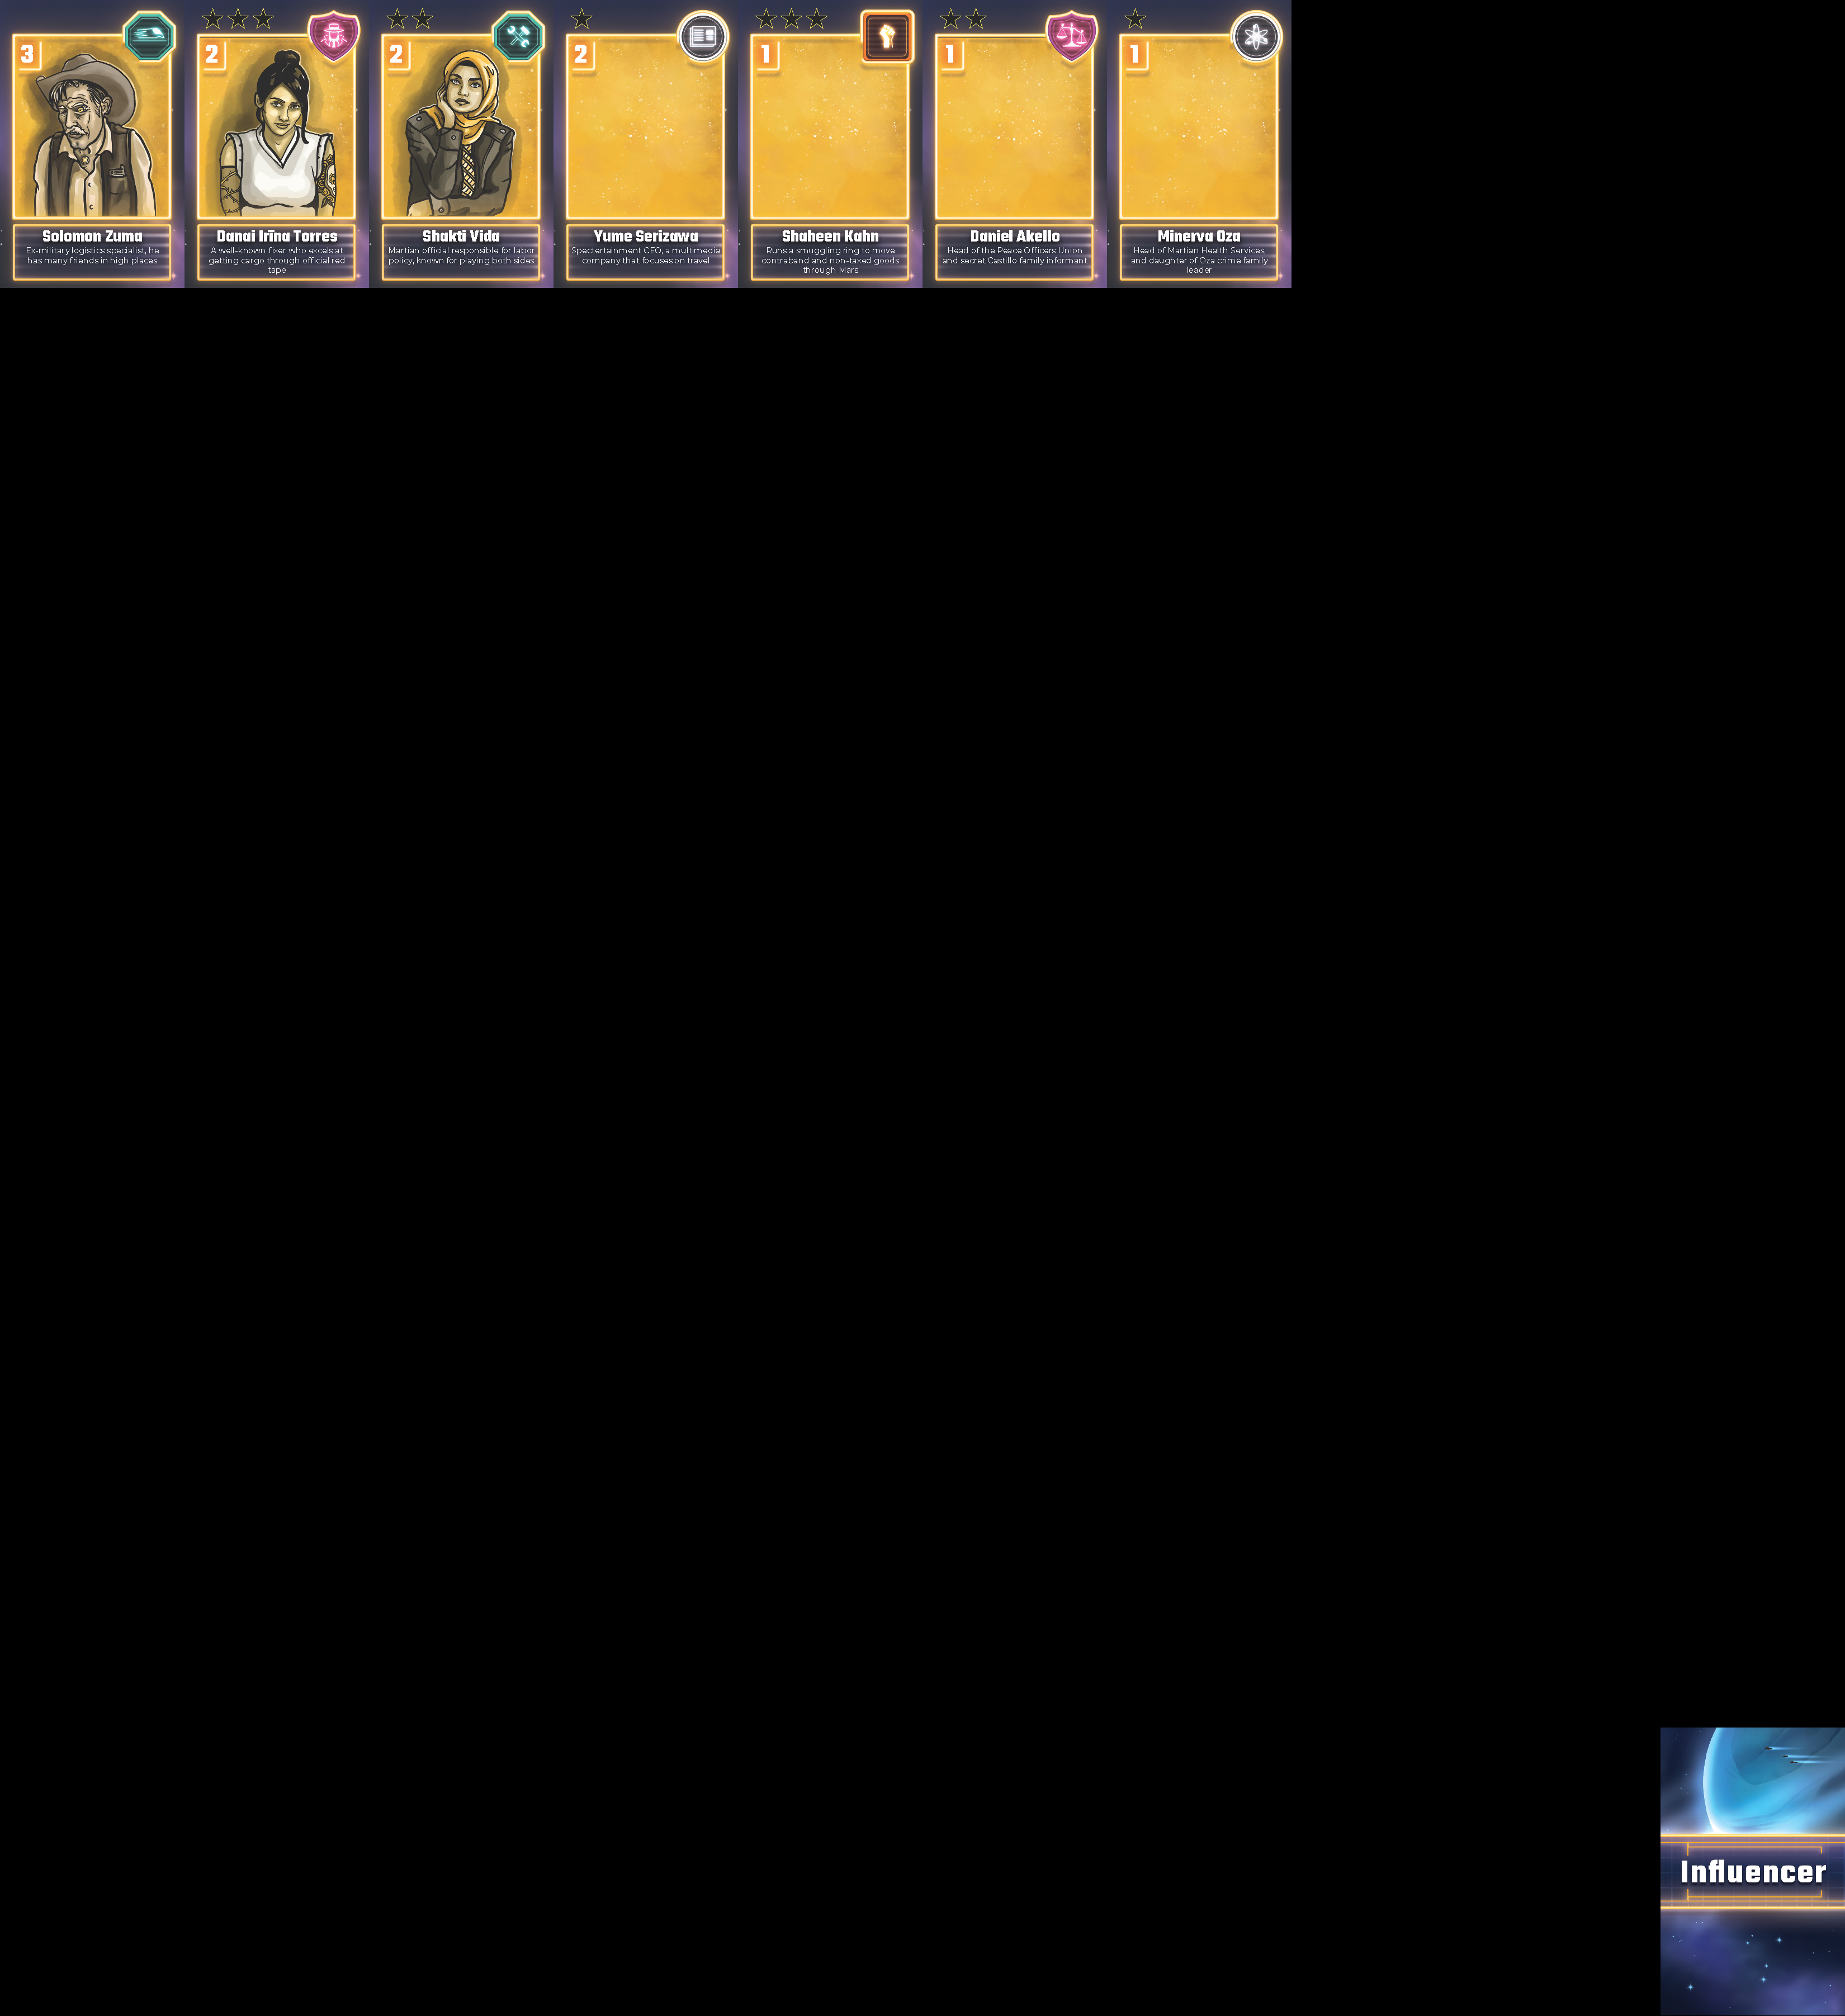 3
Solomon Zuma
Ex-military logistics specialist, he
has many friends in high places
2
Danai Irīna Torres
A well-known fixer who excels at
getting cargo through official red
tape
2
Shakti Vida
Martian official responsible for labor
policy, known for playing both sides
2
Yume Serizawa
Spectertainment CEO, a multimedia
company that focuses on travel
1
Shaheen Kahn
Runs a smuggling ring to move
contraband and non-taxed goods
through Mars
1
Daniel Akello
Head of the Peace Officers Union
and secret Castillo family informant
1
Minerva Oza
Head of Martian Health Services,
and daughter of Oza crime family
leader
Influencer